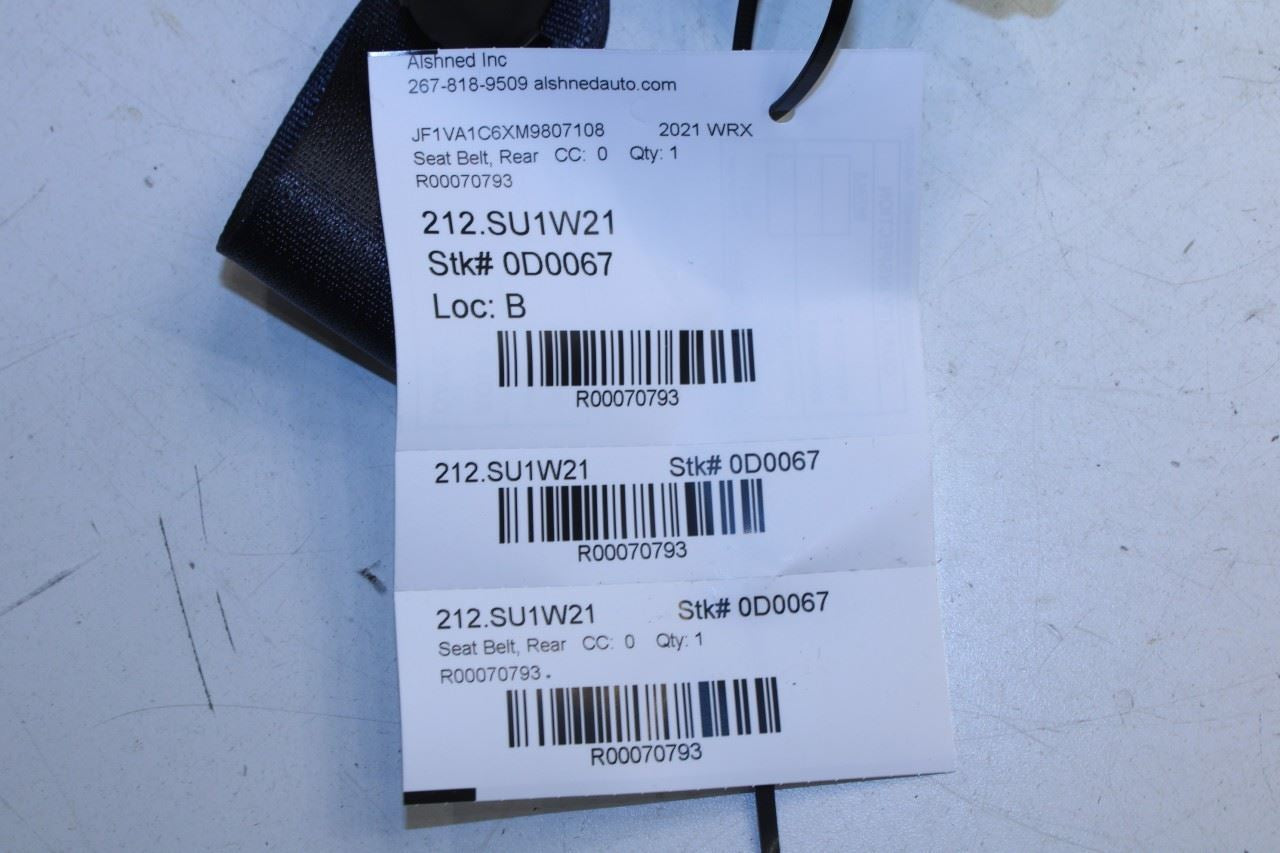 Alshned Inc
267-818-9509 alshnedauto.com
JF1VA1C6XM9807108 2021 WRX
Seat Belt, Rear CC: 0 Qty: 1
R00070793
212.SU1W21
Stk# 0D0067
Loc: B
R00070793
212.SU1W21 Stk# 0D0067
R00070793
212.SU1W21 Stk# 0D0067
Seat Belt, Rear CC: 0 Qty: 1
R00070793.
R00070793